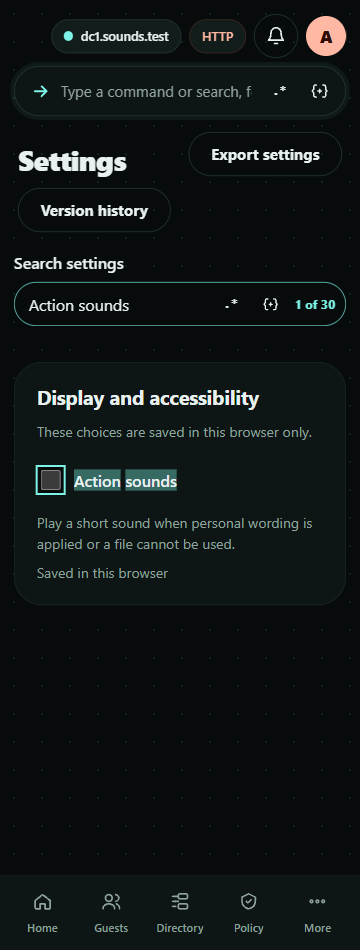 dc1.sounds.test
HTTP
A
Type a command or search, f
.*
Settings
Export settings
Version history
Search settings
Action sounds
.*
1 of 30
Display and accessibility
These choices are saved in this browser only.
Action sounds
Play a short sound when personal wording is
applied or a file cannot be used.
Saved in this browser
Home
Guests
Directory
Policy
More